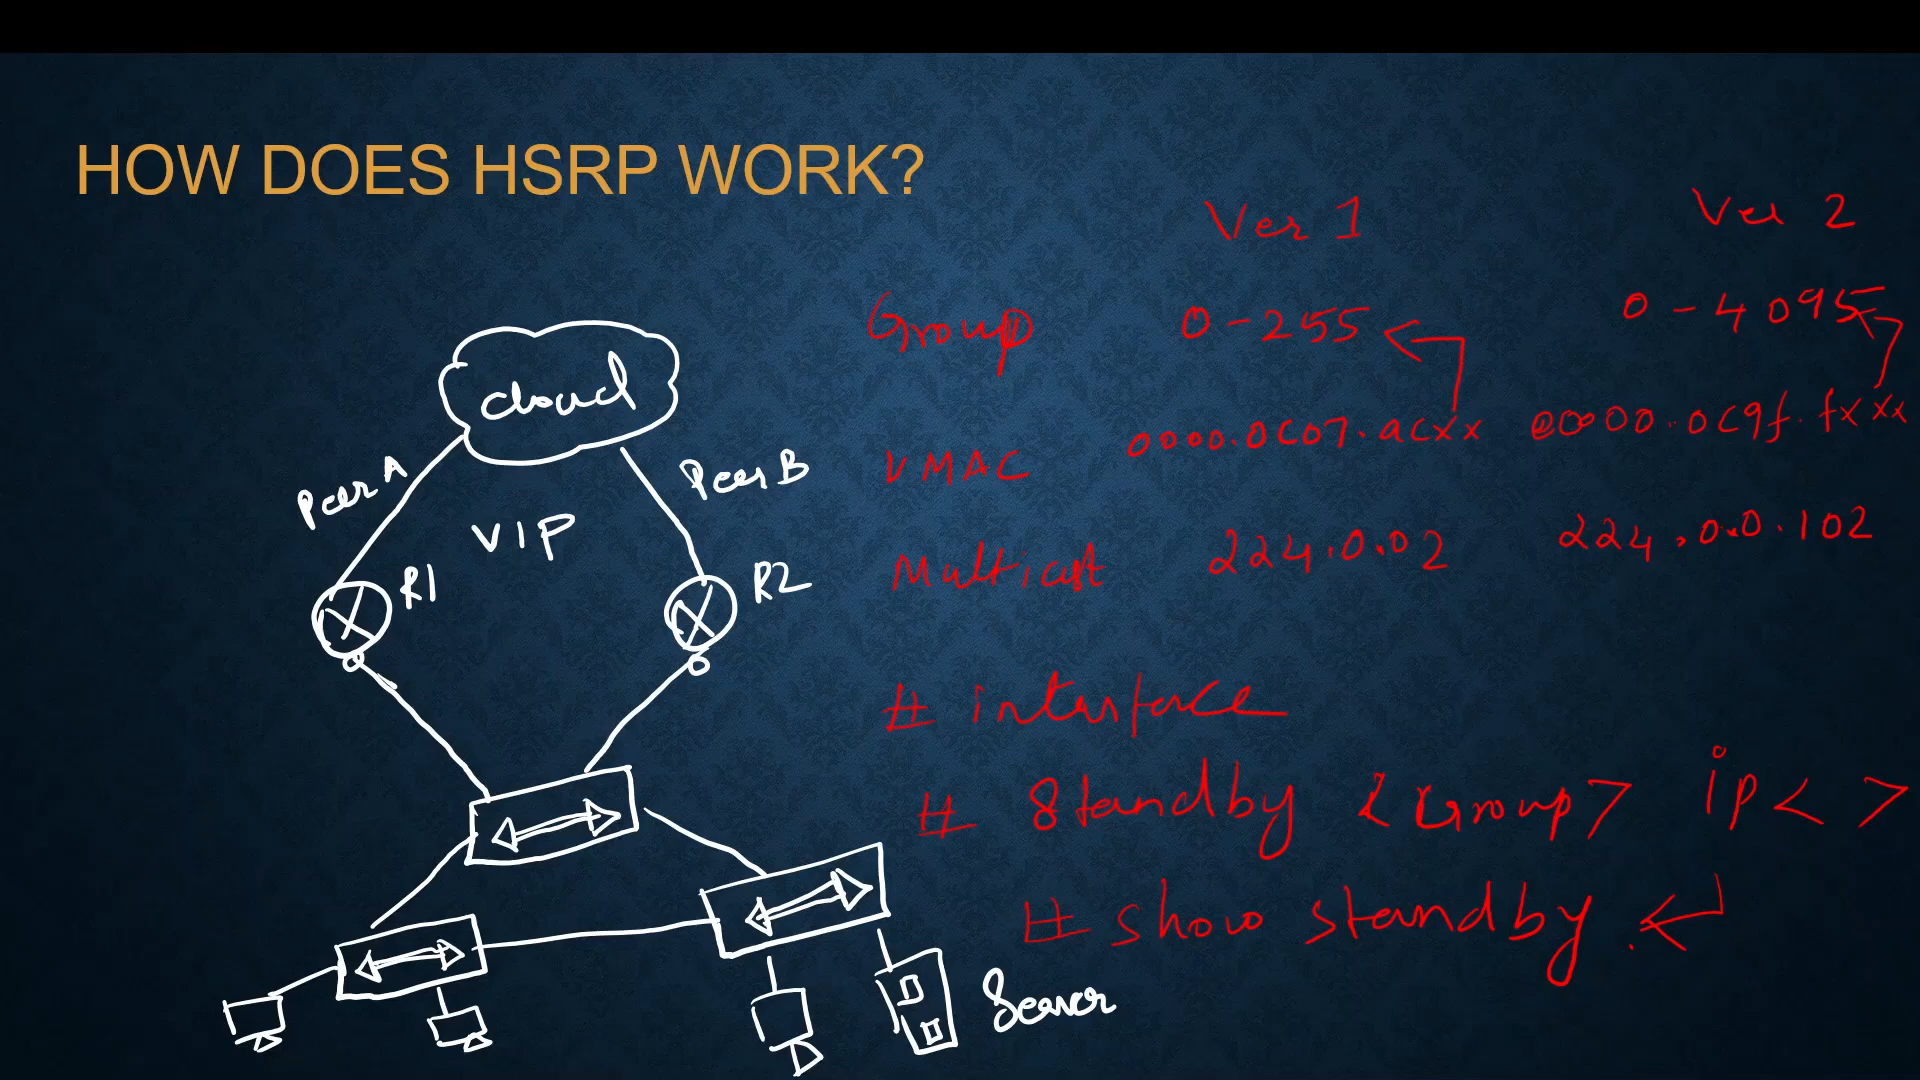 HOW DOES HSRP WORK?
Ver 1 Ver 2
Group 0-255 0-4095
VMAC 0000.0C07.acxx 0000.0C9f.fxxx
Multicast 224.0.02 224.0.0.102
# interface
# Standby <Group> ip < >
# show standby
cloud
Peer A
Peer B
VIP
R1
R2
Server